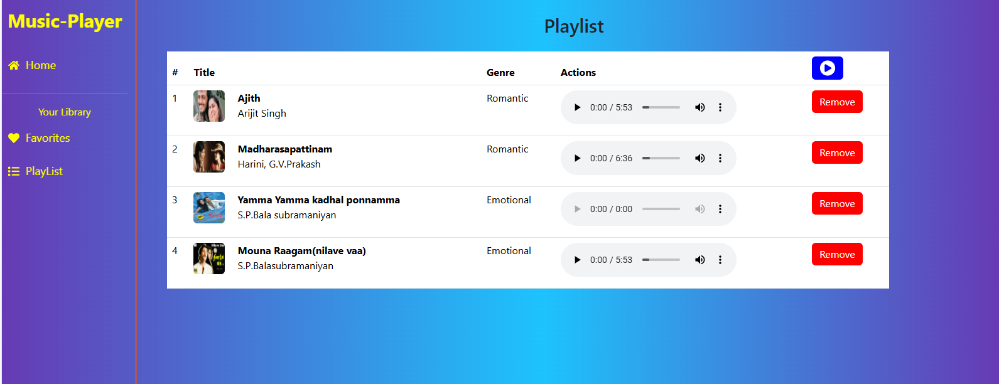 Music-Player
Home
Your Library
Favorites
PlayList
Playlist
# Title Genre Actions
1 Ajith Romantic 0:00 / 5:53 Remove
Arijit Singh
2 Madharasapattinam Romantic 0:00 / 6:36 Remove
Harini, G.V.Prakash
3 Yamma Yamma kadhal ponnamma Emotional 0:00 / 0:00 Remove
S.P.Bala subramaniyan
4 Mouna Raagam(nilave vaa) Emotional 0:00 / 5:53 Remove
S.P.Balasubramaniyan